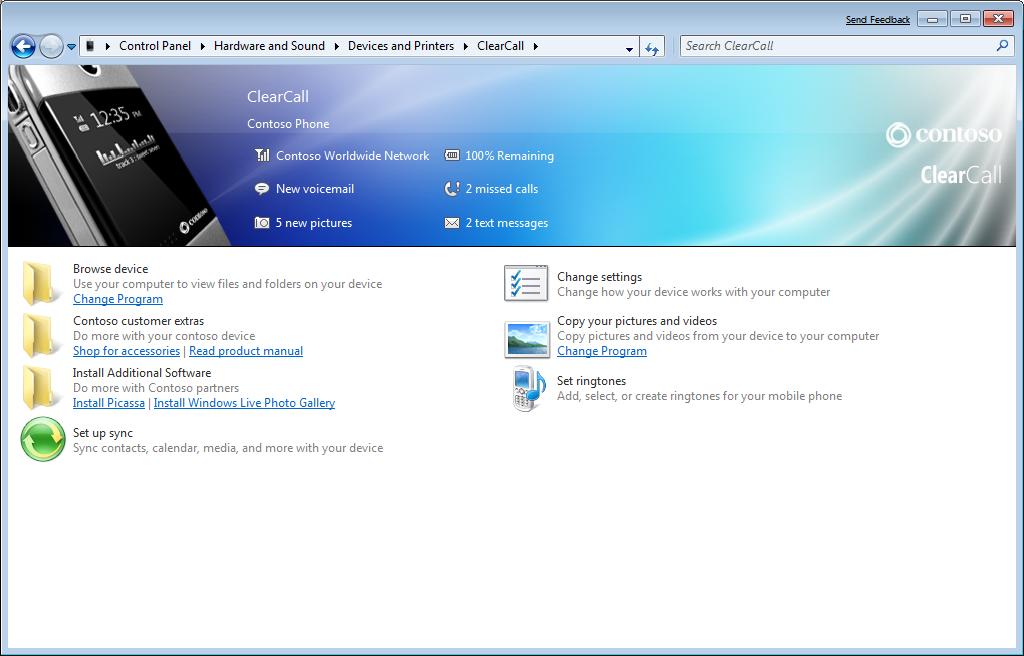 Send Feedback
Control Panel Hardware and Sound Devices and Printers ClearCall
Search ClearCall
12:35 PM
ClearCall
Contoso Phone
Contoso Worldwide Network 100% Remaining
New voicemail 2 missed calls
5 new pictures 2 text messages
contoso
contoso
ClearCall
Browse device
Use your computer to view files and folders on your device
Change Program
Contoso customer extras
Do more with your contoso device
Shop for accessories | Read product manual
Install Additional Software
Do more with Contoso partners
Install Picassa | Install Windows Live Photo Gallery
Set up sync
Sync contacts, calendar, media, and more with your device
Change settings
Change how your device works with your computer
Copy your pictures and videos
Copy pictures and videos from your device to your computer
Change Program
Set ringtones
Add, select, or create ringtones for your mobile phone